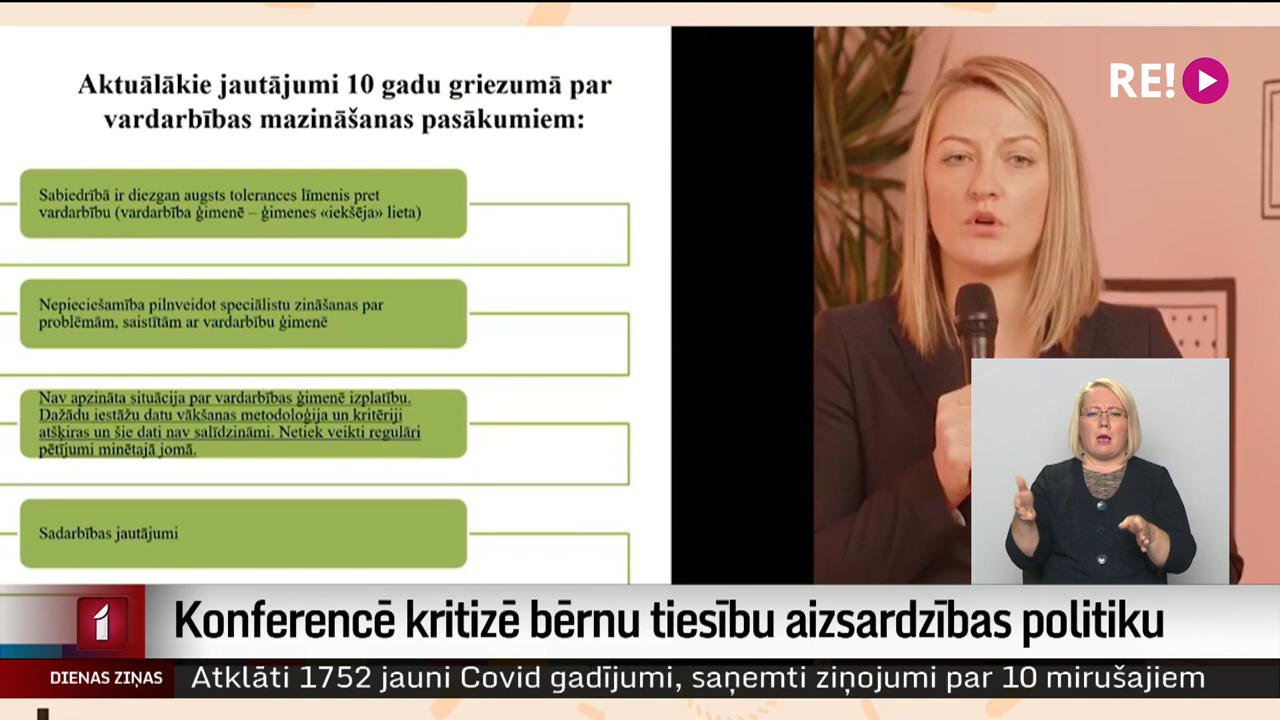 Aktuālākie jautājumi 10 gadu griezumā par
vardarbības mazināšanas pasākumiem:
Sabiedrībā ir diezgan augsts tolerances līmenis pret
vardarbību (vardarbība ģimenē – ģimenes «iekšēja» lieta)
Nepieciešamība pilnveidot speciālistu zināšanas par
problēmām, saistītām ar vardarbību ģimenē
Nav apzināta situācija par vardarbības ģimenē izplatību.
Dažādu iestāžu datu vākšanas metodoloģija un kritēriji
atšķiras un šie dati nav salīdzināmi. Netiek veikti regulāri
pētījumi minētajā jomā.
Sadarbības jautājumi
RE!
1
Konferencē kritizē bērnu tiesību aizsardzības politiku
DIENAS ZIŅAS
Atklāti 1752 jauni Covid gadījumi, saņemti ziņojumi par 10 mirušajiem